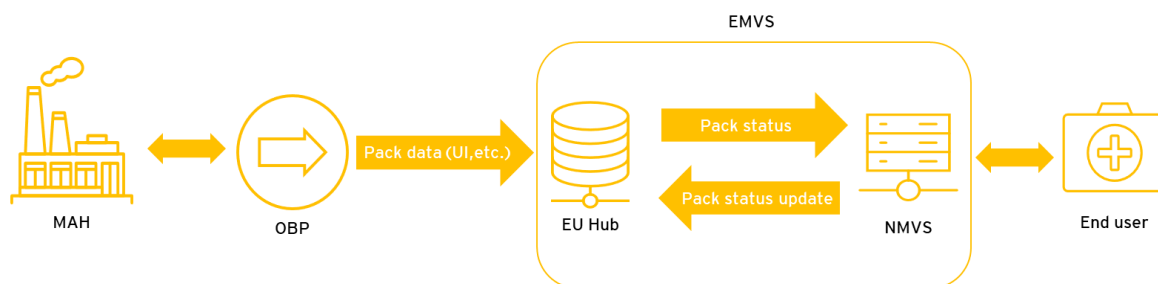 EMVS
Pack status
Pack data (UI,etc.)
Pack status update
MAH
OBP
EU Hub
NMVS
End user